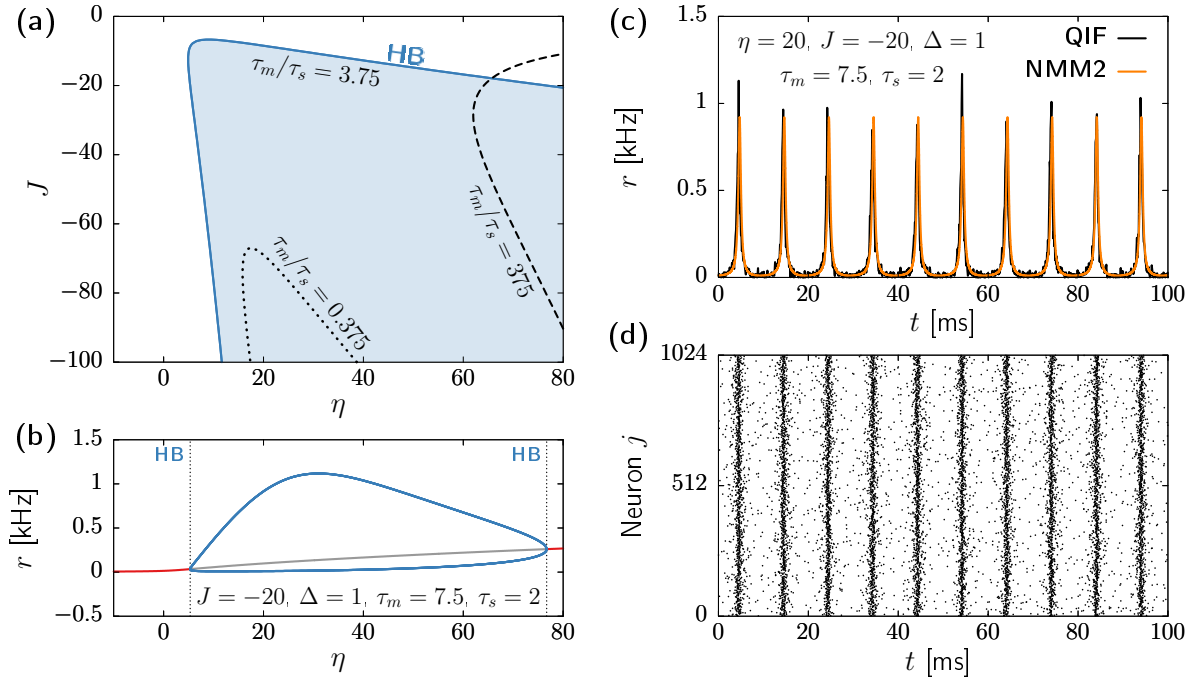 (a)
0
−20
−40
−60
−80
−100
J
HB
τm/τs = 3.75
τm/τs = 375
τm/τs = 0.375
0
20
40
60
80
η
(b)
1.5
1
0.5
0
−0.5
r [kHz]
HB
HB
J = −20, Δ = 1, τm = 7.5, τs = 2
0
20
40
60
80
η
(c)
1.5
1
0.5
0
r [kHz]
η = 20, J = −20, Δ = 1
τm = 7.5, τs = 2
QIF
NMM2
0
20
40
60
80
100
t [ms]
(d)
1024
512
0
Neuron j
0
20
40
60
80
100
t [ms]